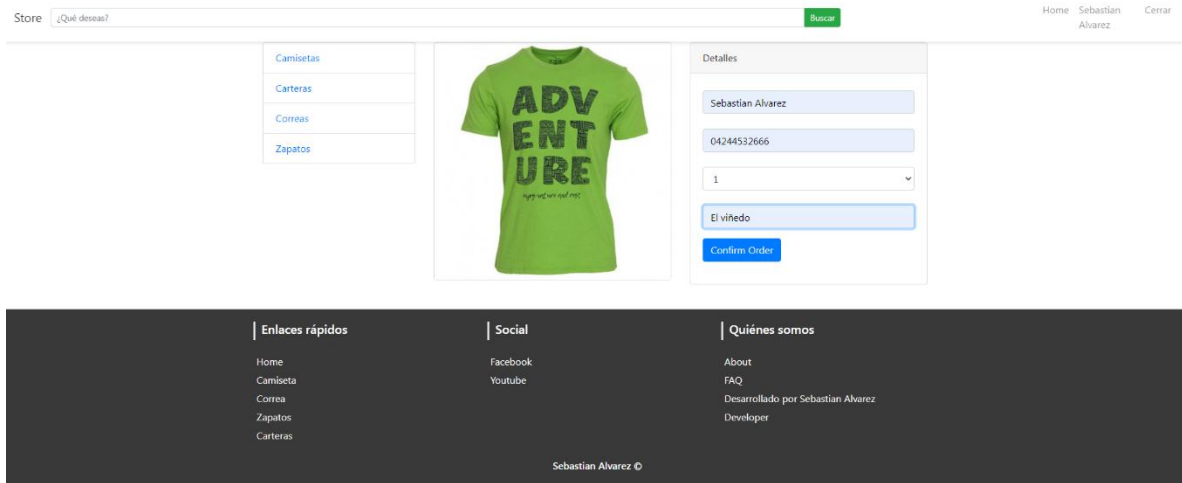 Store ¿Qué deseas? Buscar Home Sebastian Cerrar
Alvarez
Camisetas
Carteras
Correas
Zapatos
ADV
ENT
URE
Detalles
Sebastian Alvarez
04244532666
1
El viñedo
Confirm Order
Enlaces rápidos
Home
Camiseta
Correa
Zapatos
Carteras
Social
Facebook
Youtube
Quiénes somos
About
FAQ
Desarrollado por Sebastian Alvarez
Developer
Sebastian Alvarez ©